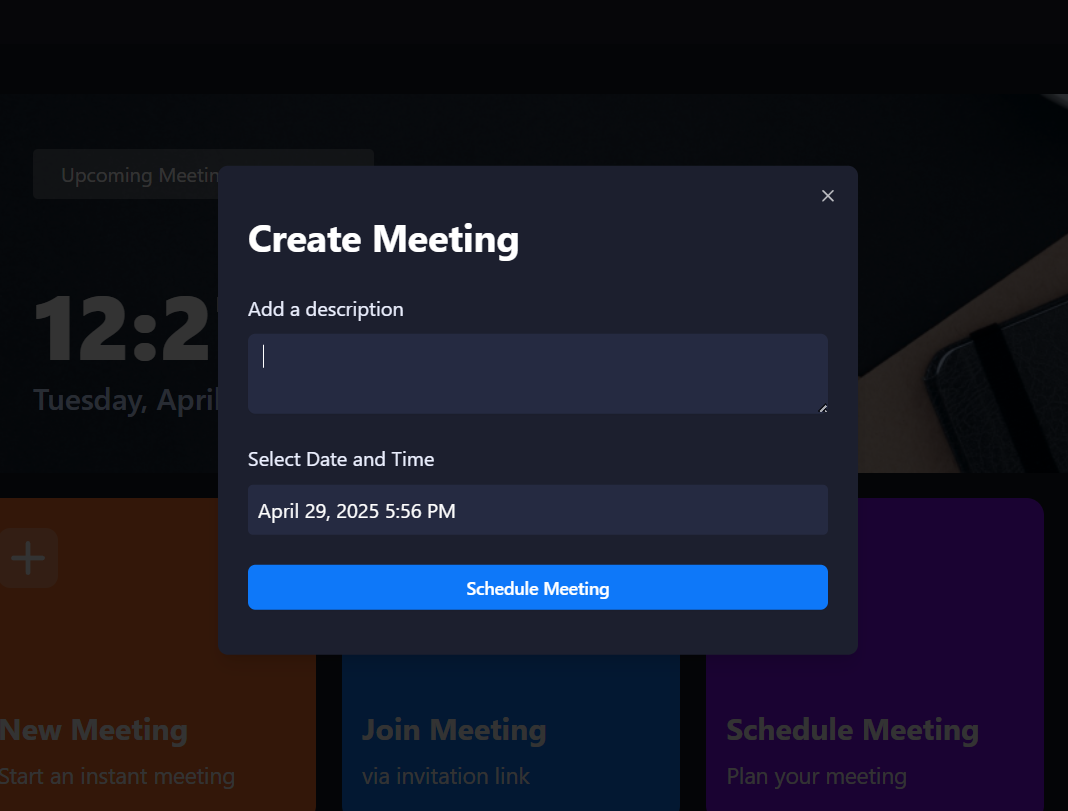 Upcoming Meetin
Create Meeting
Add a description
12:2
Tuesday, April
Select Date and Time
April 29, 2025 5:56 PM
Schedule Meeting
New Meeting
Start an instant meeting
Join Meeting
via invitation link
Schedule Meeting
Plan your meeting